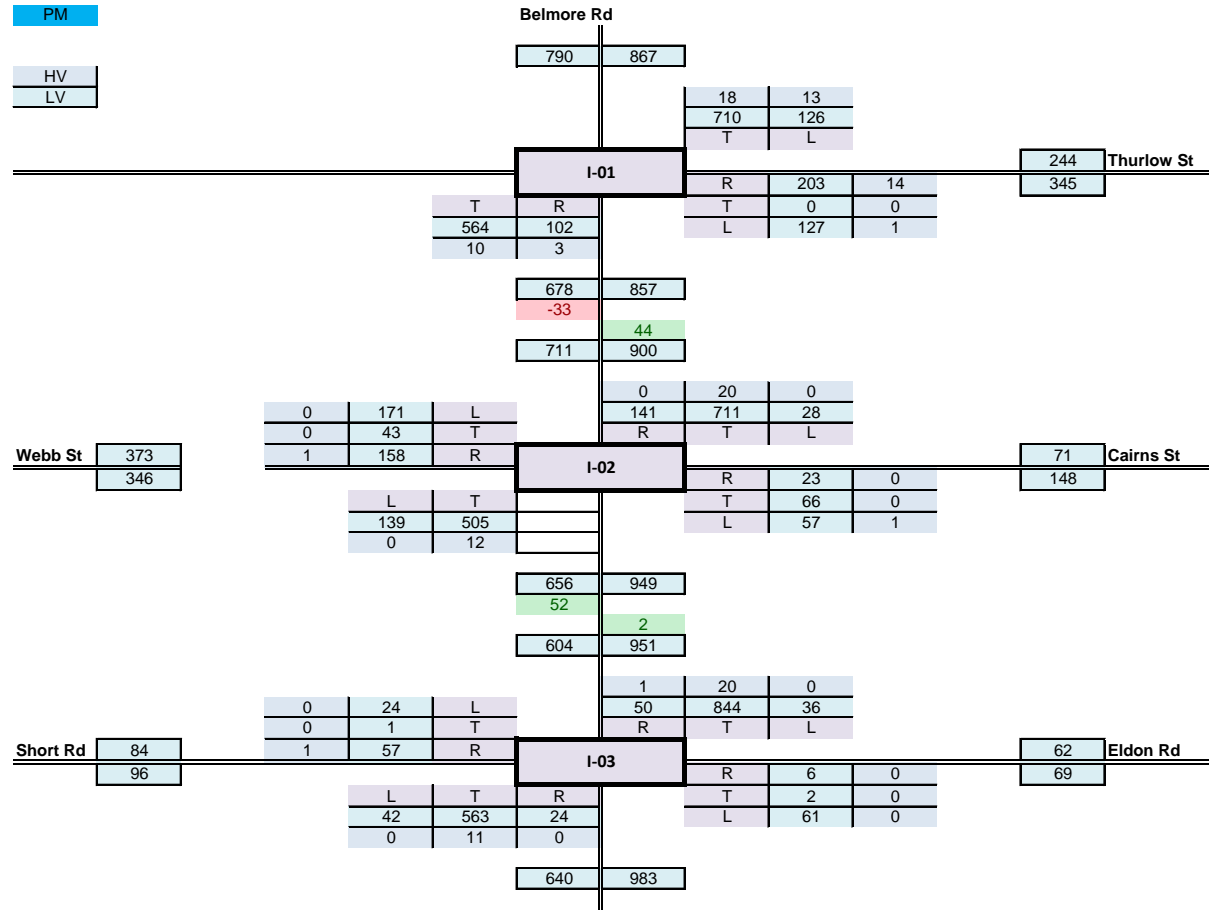 PM
Belmore Rd
790 867
HV
LV
18 13
710 126
T L
I-01
244 Thurlow St
345
R 203 14
T 0 0
L 127 1
T R
564 102
10 3
678 857
-33
44
711 900
0 20 0
141 711 28
R T L
0 171 L
0 43 T
1 158 R
Webb St 373
346
I-02
71 Cairns St
148
R 23 0
T 66 0
L 57 1
L T
139 505
0 12
656 949
52
2
604 951
1 20 0
50 844 36
R T L
0 24 L
0 1 T
1 57 R
Short Rd 84
96
I-03
62 Eldon Rd
69
R 6 0
T 2 0
L 61 0
L T R
42 563 24
0 11 0
640 983